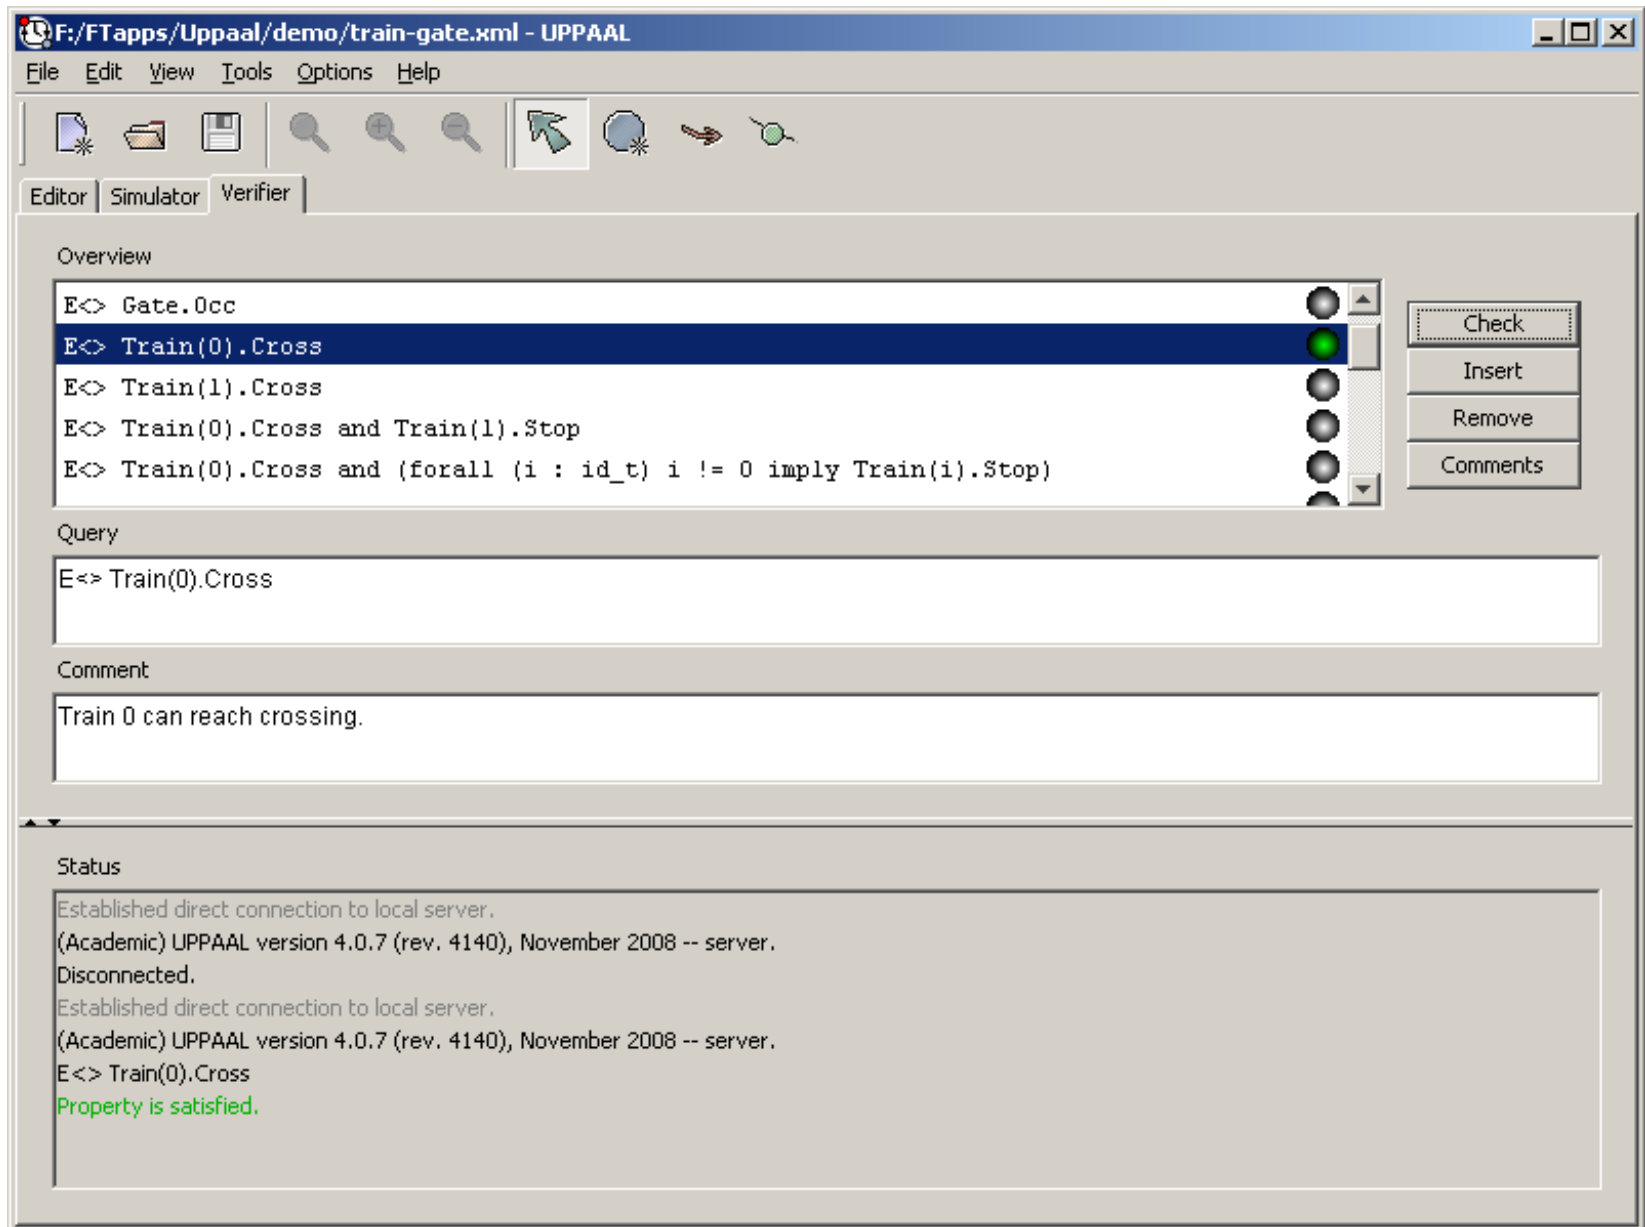 F:/FTapps/Uppaal/demo/train-gate.xml - UPPAAL
File Edit View Tools Options Help
Editor Simulator Verifier
Overview
E<> Gate.Occ
E<> Train(0).Cross
E<> Train(1).Cross
E<> Train(0).Cross and Train(1).Stop
E<> Train(0).Cross and (forall (i : id_t) i != 0 imply Train(i).Stop)
Check
Insert
Remove
Comments
Query
E<> Train(0).Cross
Comment
Train 0 can reach crossing.
Status
Established direct connection to local server.
(Academic) UPPAAL version 4.0.7 (rev. 4140), November 2008 -- server.
Disconnected.
Established direct connection to local server.
(Academic) UPPAAL version 4.0.7 (rev. 4140), November 2008 -- server.
E<> Train(0).Cross
Property is satisfied.